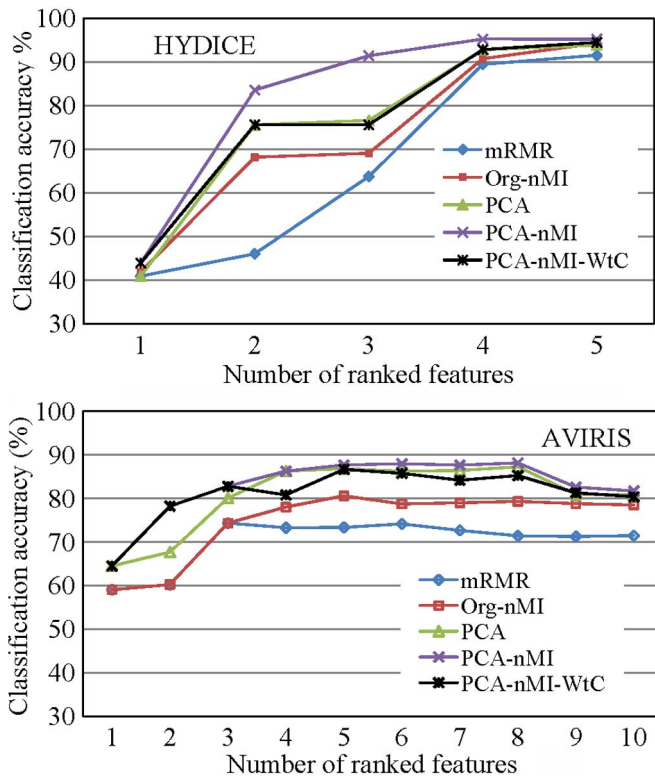 Classification accuracy %
100
90
80
70
60
50
40
30
HYDICE
mRMR
Org-nMI
PCA
PCA-nMI
PCA-nMI-WtC
1 2 3 4 5
Number of ranked features
Classification accuracy (%)
100
90
80
70
60
50
40
30
AVIRIS
mRMR
Org-nMI
PCA
PCA-nMI
PCA-nMI-WtC
1 2 3 4 5 6 7 8 9 10
Number of ranked features